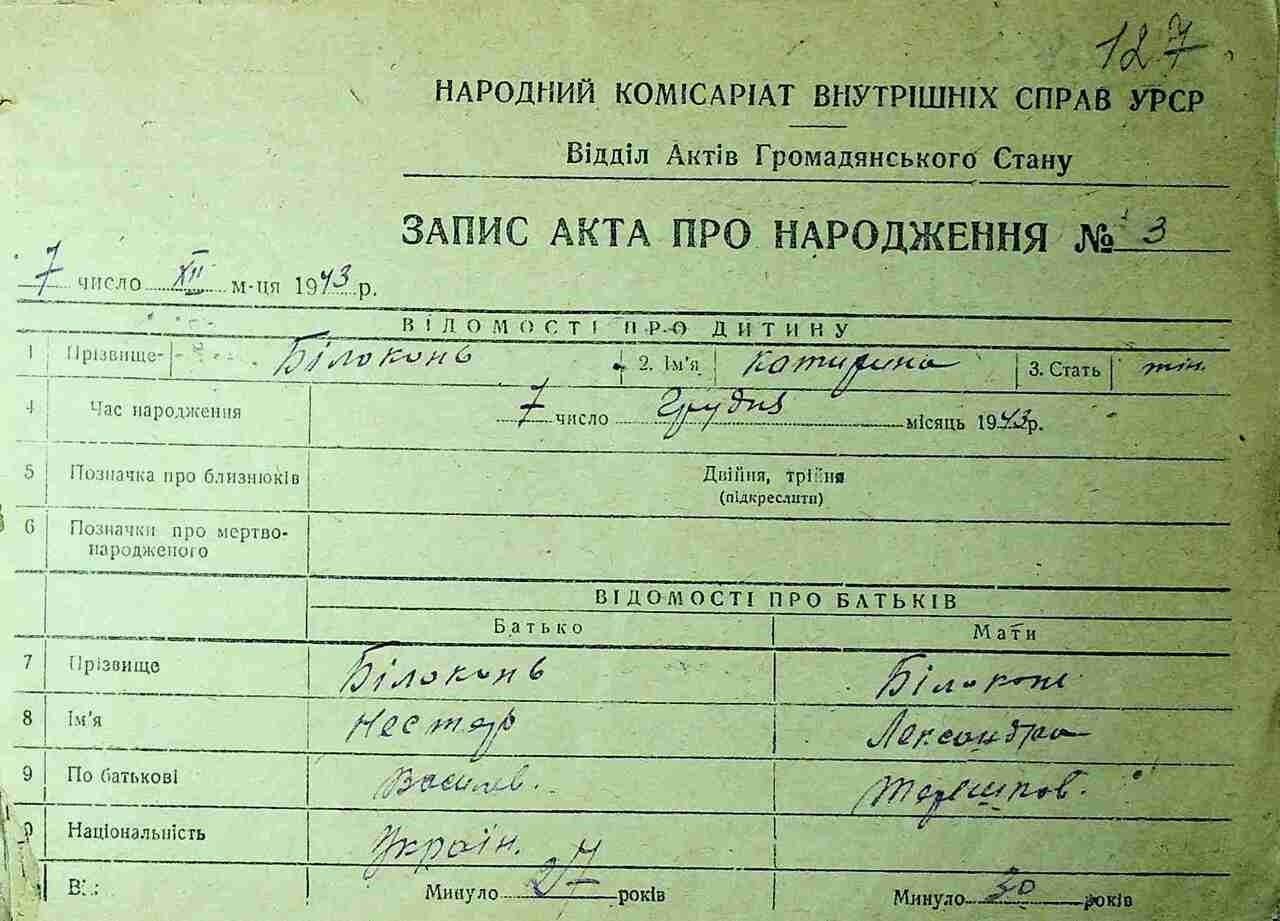 127
НАРОДНИЙ КОМІСАРІАТ ВНУТРІШНІХ СПРАВ УРСР
Відділ Актів Громадянського Стану
ЗАПИС АКТА ПРО НАРОДЖЕННЯ № 3
7 число XII м-ця 1943 р.
ВІДОМОСТІ ПРО ДИТИНУ
1 Прізвище Білоконь 2. Ім'я Катирина 3. Стать
4 Час народження 7 число Грудня місяць 1943р.
5 Позначка про близнюків Двійня, трійня
(підкреслити)
6 Позначки про мертво-
народженого
ВІДОМОСТІ ПРО БАТЬКІВ
Батько Мати
7 Прізвище Білоконь Білоконь
8 Ім'я Нестор Лександра
9 По батькові Василев.
Національність Україн.
Минуло 27 років Минуло 30 років